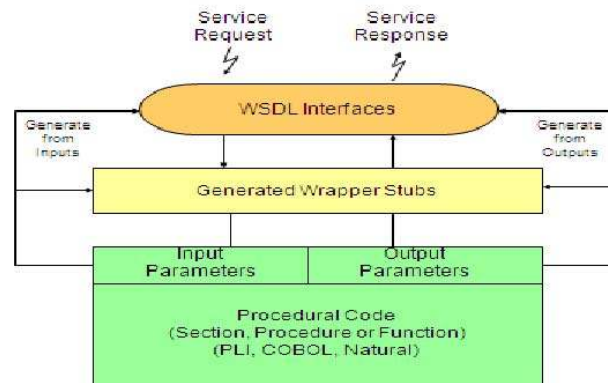 Service
Request
Service
Response
WSDL Interfaces
Generate
from
Inputs
Generate
from
Outputs
Generated Wrapper Stubs
Input
Parameters
Output
Parameters
Procedural Code
(Section, Procedure or Function)
(PLI, COBOL, Natural)